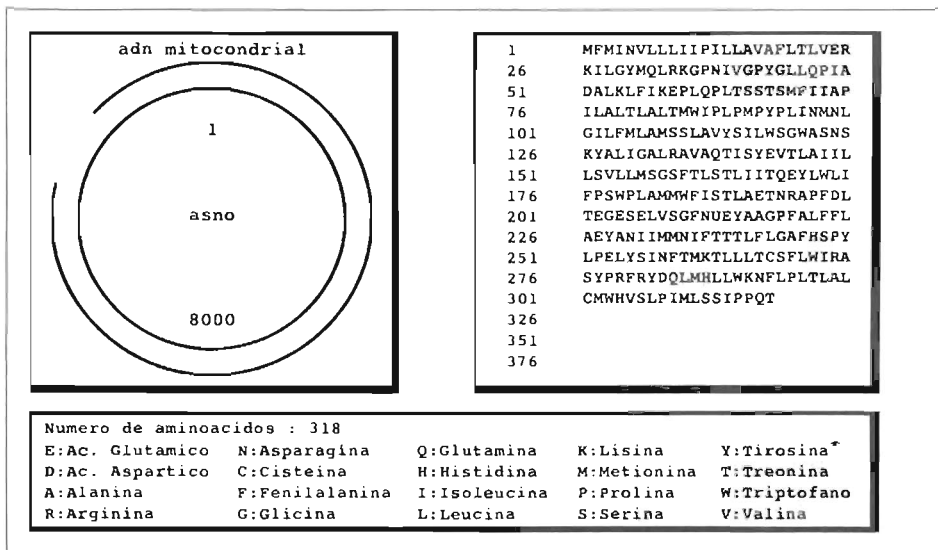 adn mitocondrial
1
asno
8000
1 MFMINVLLLIIPILLAVAFLTLVER
26 KILGYMQLRKGPNIVGPYGLLQPIA
51 DALKLFIKEPLQPLTSSTSMFIIAP
76 ILALTLALTMWIPLPMPYPLINMNL
101 GILFMLAMSSLAVYSILWSGWASNS
126 KYALIGALRAVAQTISYEVTLAIIL
151 LSVLLMSGSFTLSTLIITQEYLWLI
176 FPSWPLAMMWFISTLAETNRAPFDL
201 TEGESELVSGFNUEYAAGPFALFFL
226 AEYANIIMMNIFTTTLFLGAFHSPY
251 LPELYSINFTMKTLLLTCSFLWIRA
276 SYPRFRYDQLMHLLWKNFLPLTLAL
301 CMWHVSLPIMLSSIPPQT
326
351
376
Numero de aminoacidos : 318
E:Ac. Glutamico N:Asparagina Q:Glutamina K:Lisina Y:Tirosina
D:Ac. Aspartico C:Cisteina H:Histidina M:Metionina T:Treonina
A:Alanina F:Fenilalanina I:Isoleucina P:Prolina W:Triptofano
R:Arginina G:Glicina L:Leucina S:Serina V:Valina